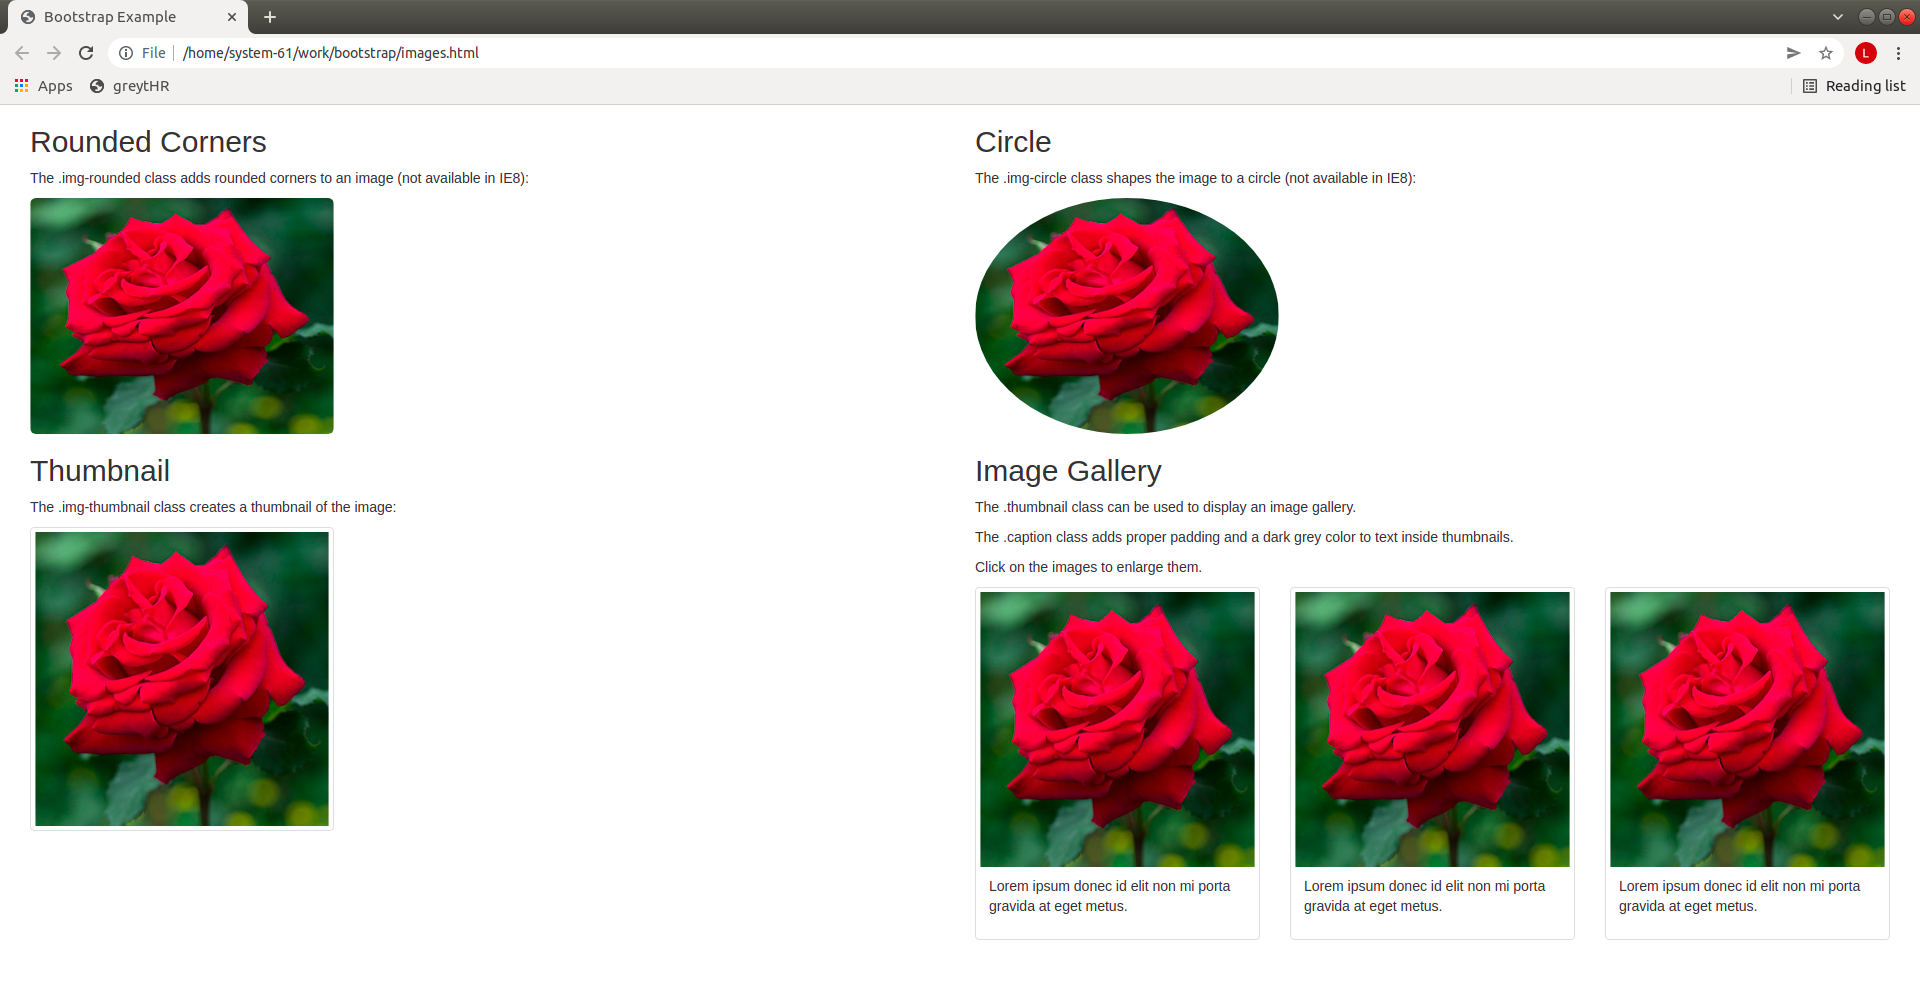 Bootstrap Example
File
/home/system-61/work/bootstrap/images.html
L
Apps
greytHR
Reading list
Rounded Corners
The .img-rounded class adds rounded corners to an image (not available in IE8):
Circle
The .img-circle class shapes the image to a circle (not available in IE8):
Thumbnail
The .img-thumbnail class creates a thumbnail of the image:
Image Gallery
The .thumbnail class can be used to display an image gallery.
The .caption class adds proper padding and a dark grey color to text inside thumbnails.
Click on the images to enlarge them.
Lorem ipsum donec id elit non mi porta
gravida at eget metus.
Lorem ipsum donec id elit non mi porta
gravida at eget metus.
Lorem ipsum donec id elit non mi porta
gravida at eget metus.